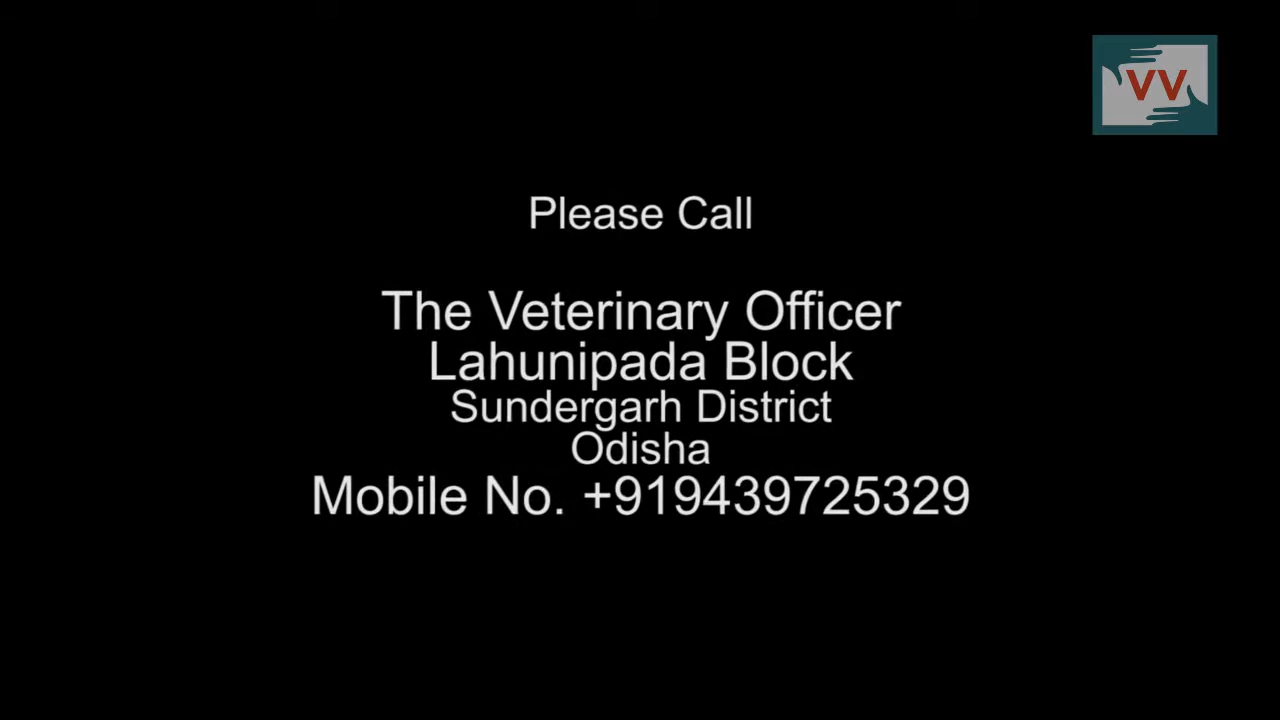 VV
Please Call
The Veterinary Officer
Lahunipada Block
Sundergarh District
Odisha
Mobile No. +919439725329